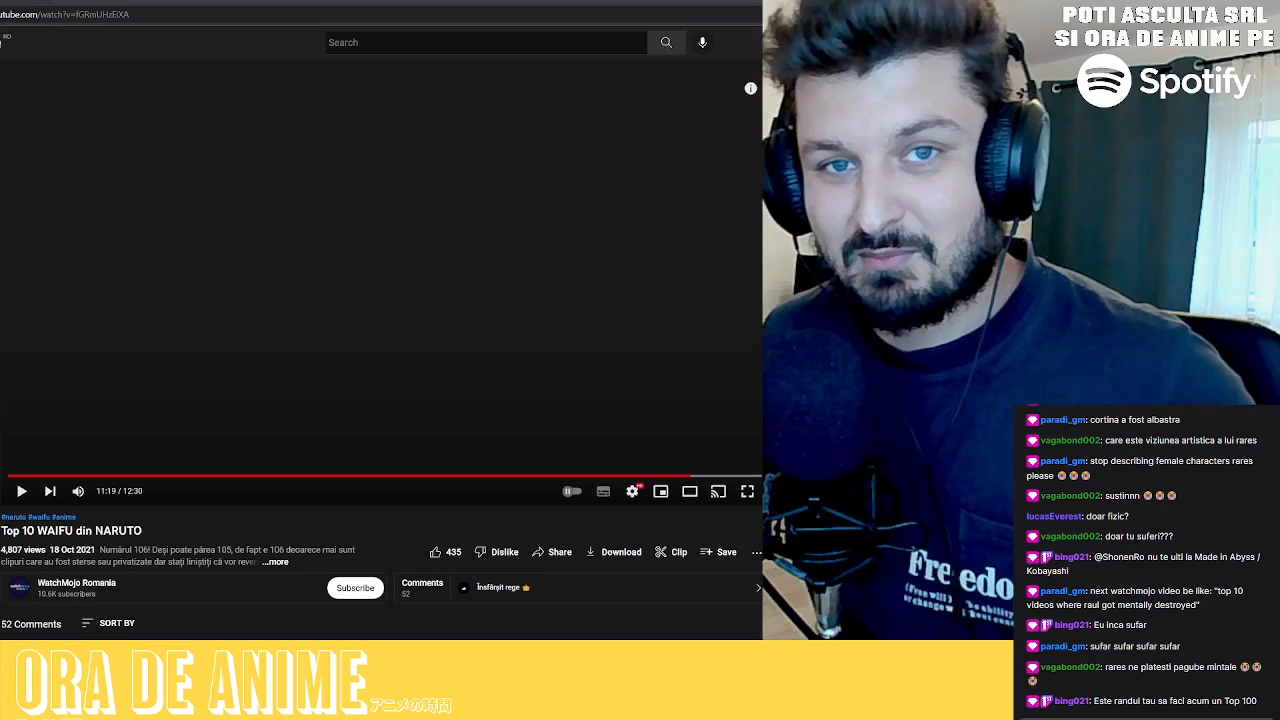 utube.com/watch?v=fGRmUHzEIXA
RO
Search
POTI ASCULTA SRL
SI ORA DE ANIME PE
Spotify
11:19 / 12:30
#naruto #waifu #anime
Top 10 WAIFU din NARUTO
4,807 views 18 Oct 2021 Numărul 106! Deși poate părea 105, de fapt e 106 deoarece mai sunt
clipuri care au fost sterse sau privatizate dar stați liniștiți că vor rever ...more
435 Dislike Share Download Clip Save
WatchMojo Romania
10.6K subscribers
Subscribe
Comments
52
Însfârșit rege
52 Comments SORT BY
Free
edo
(Free will
ORA DE ANIME
アニメの時間
paradi_gm: cortina a fost albastra
vagabond002: care este viziunea artistica a lui rares
paradi_gm: stop describing female characters rares
please
vagabond002: sustinnn
lucasEverest: doar fizic?
vagabond002: doar tu suferi???
bing021: @ShonenRo nu te uiti la Made in Abyss /
Kobayashi
paradi_gm: next watchmojo video be like: "top 10
videos where raul got mentally destroyed"
bing021: Eu inca sufar
paradi_gm: sufar sufar sufar sufar
vagabond002: rares ne platesti pagube mintale
bing021: Este randul tau sa faci acum un Top 100